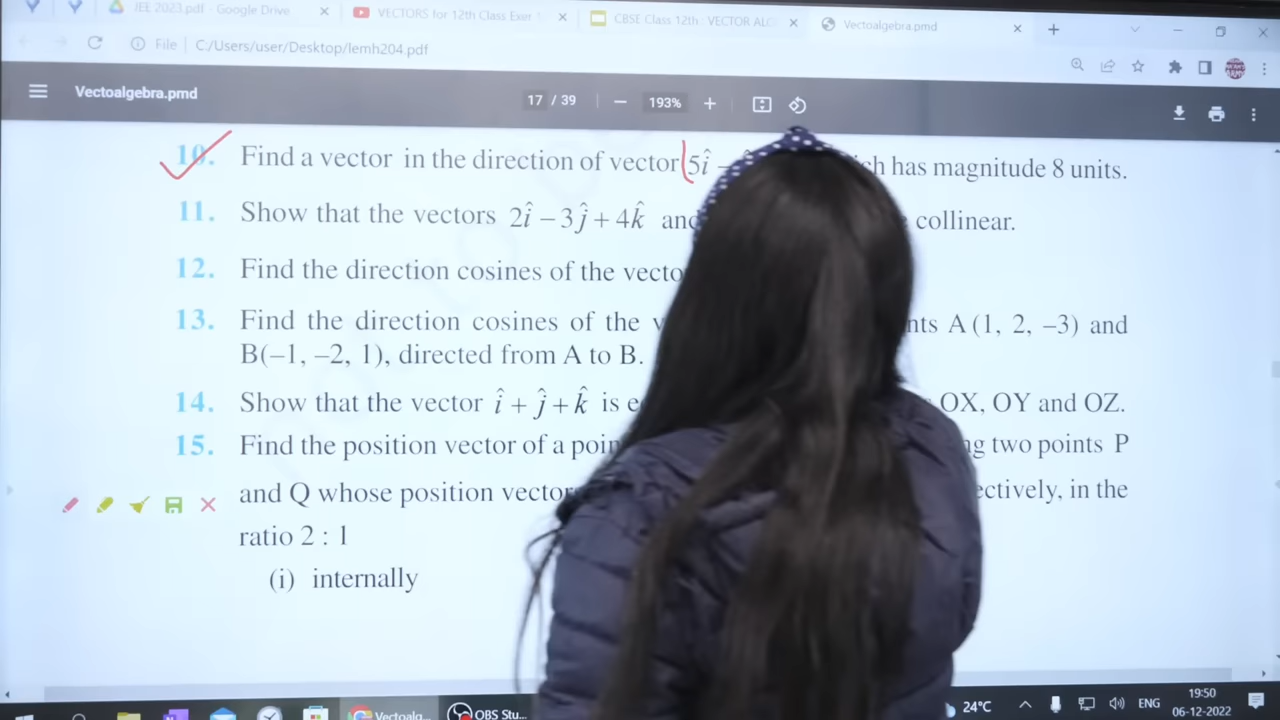 JEE 2023.pdf - Google Drive
VECTORS for 12th Class Exer
CBSE Class 12th : VECTOR ALG
Vectoalgebra.pmd
File | C:/Users/user/Desktop/lemh204.pdf
Vectoalgebra.pmd
17 / 39
193%
10. Find a vector in the direction of vector 5î – ch has magnitude 8 units.
11. Show that the vectors 2î – 3ĵ + 4k̂ and collinear.
12. Find the direction cosines of the vecto
13. Find the direction cosines of the v nts A (1, 2, –3) and
B(–1, –2, 1), directed from A to B.
14. Show that the vector î + ĵ + k̂ is e OX, OY and OZ.
15. Find the position vector of a poin g two points P
and Q whose position vector ectively, in the
ratio 2 : 1
(i) internally
Vectoalg...
OBS Stu...
24°C
ENG
19:50
06-12-2022